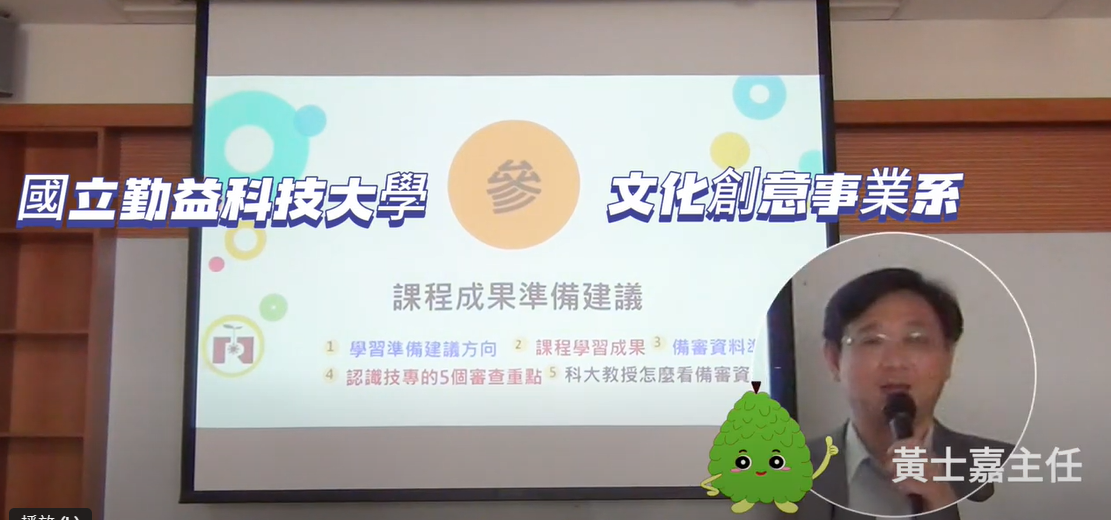 參
國立勤益科技大學 文化創意事業系
課程成果準備建議
1 學習準備建議方向 2 課程學習成果 3 備審資料準
4 認識技專的5個審查重點 5 科大教授怎麼看備審資
黃士嘉主任